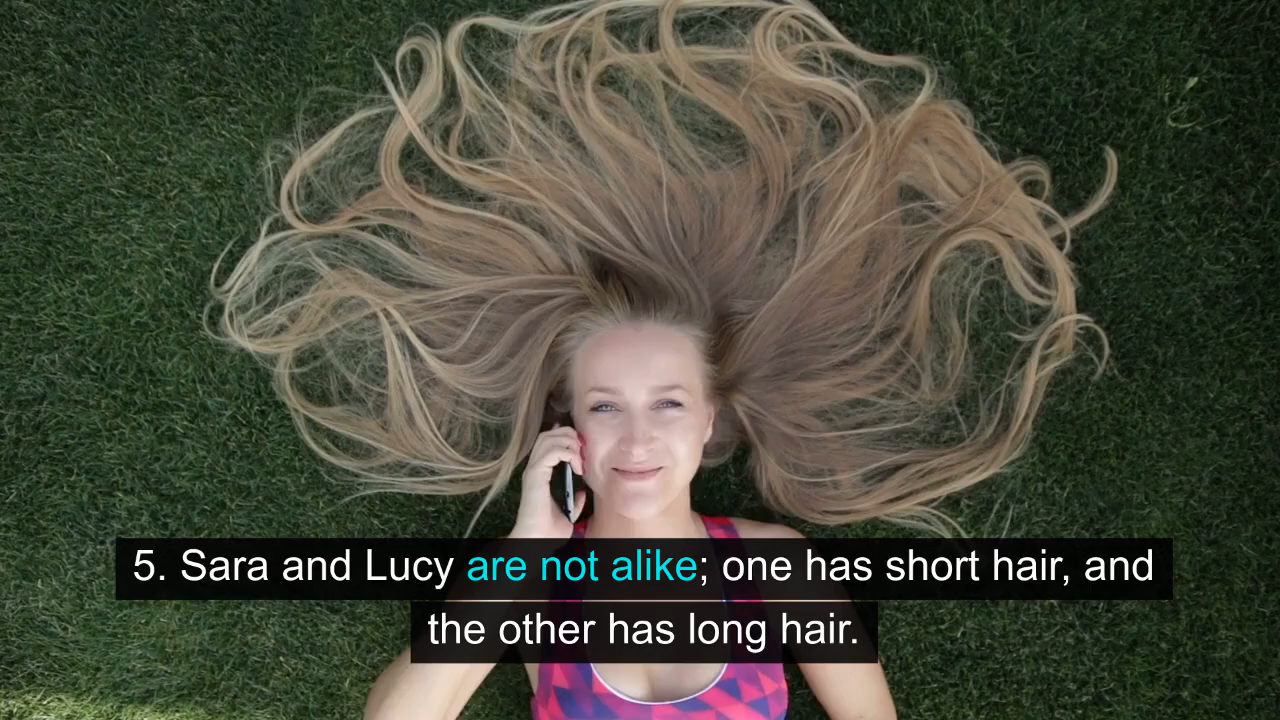 5. Sara and Lucy are not alike; one has short hair, and
the other has long hair.